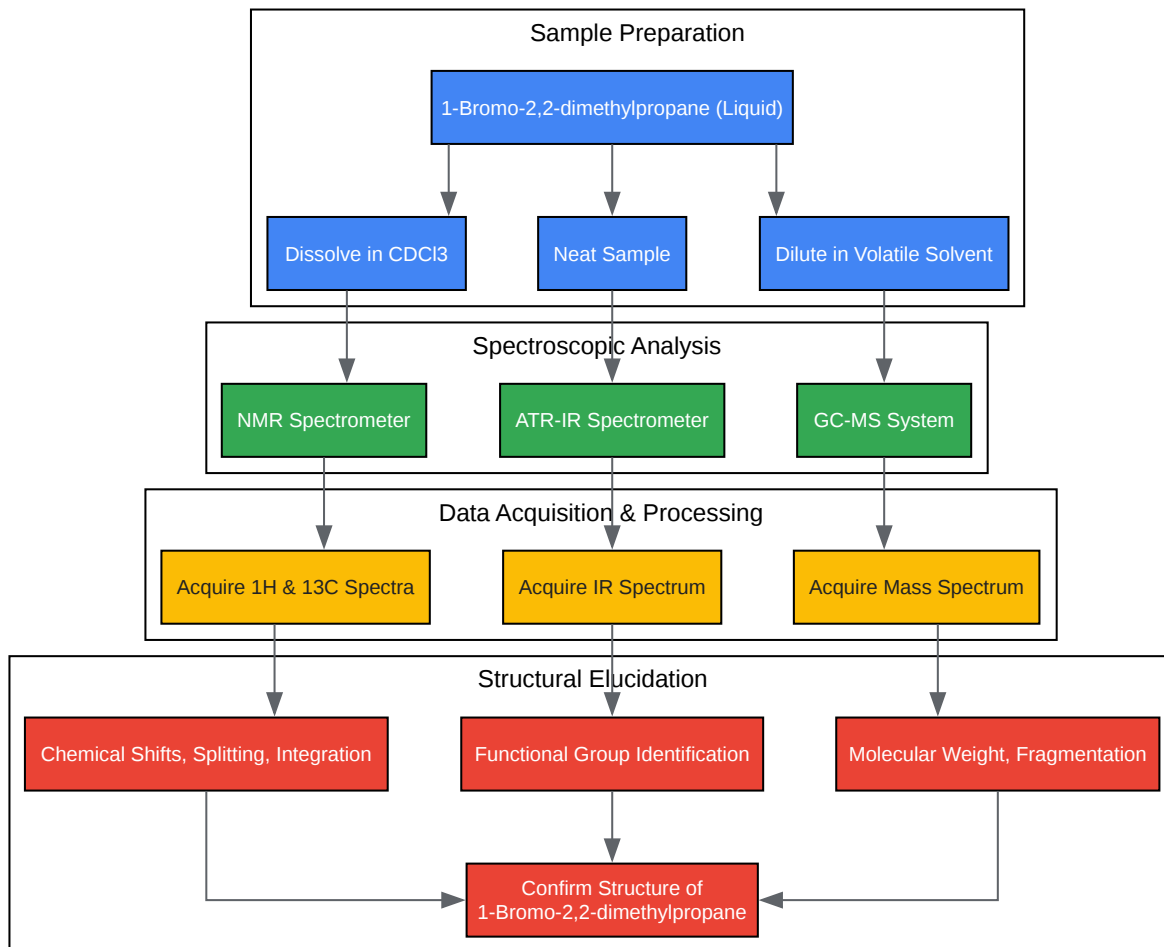 Sample Preparation
1-Bromo-2,2-dimethylpropane (Liquid)
Dissolve in CDCl3
Neat Sample
Dilute in Volatile Solvent
Spectroscopic Analysis
NMR Spectrometer
ATR-IR Spectrometer
GC-MS System
Data Acquisition & Processing
Acquire 1H & 13C Spectra
Acquire IR Spectrum
Acquire Mass Spectrum
Structural Elucidation
Chemical Shifts, Splitting, Integration
Functional Group Identification
Molecular Weight, Fragmentation
Confirm Structure of
1-Bromo-2,2-dimethylpropane